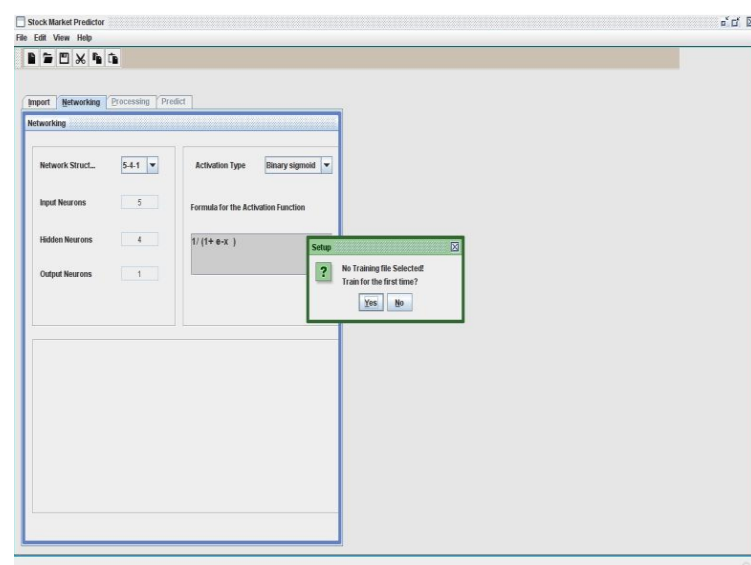 Stock Market Predictor
File Edit View Help
Import Networking Processing Predict
Networking
Network Struct... 5-4-1 Activation Type Binary sigmoid
Input Neurons 5 Formula for the Activation Function
Hidden Neurons 4 1/ (1+ e-x )
Output Neurons 1
Setup
? No Training file Selected!
Train for the first time?
Yes No